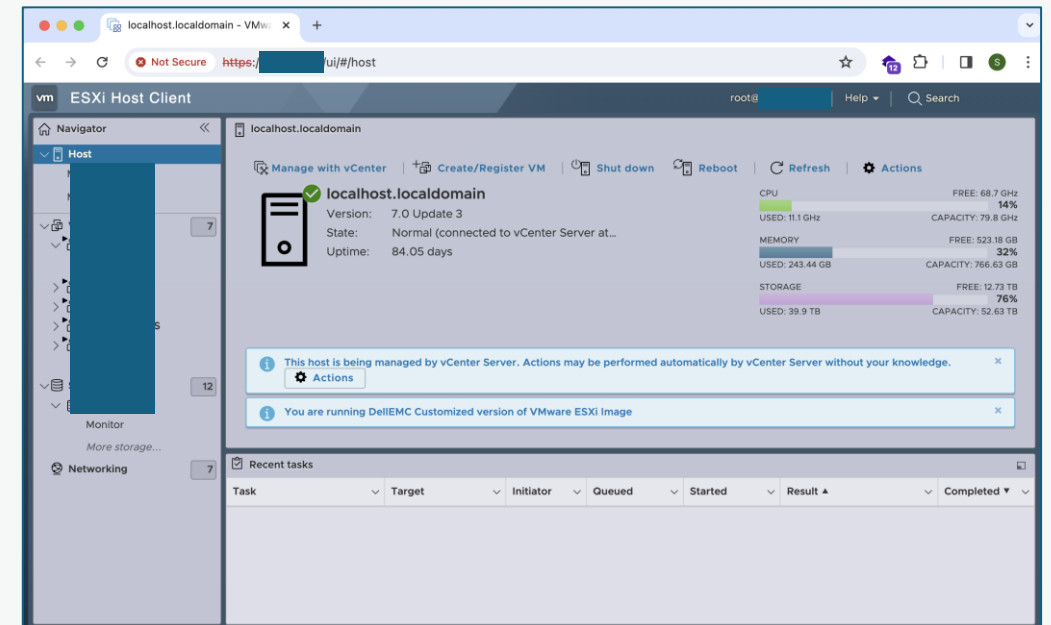 localhost.localdomain - VMw
Not Secure https:/ /ui/#/host
12
S
vm ESXi Host Client root@ Help Search
Navigator
Host
7
S
12
Monitor
More storage...
Networking 7
localhost.localdomain
Manage with vCenter Create/Register VM Shut down Reboot Refresh Actions
localhost.localdomain
Version: 7.0 Update 3
State: Normal (connected to vCenter Server at...
Uptime: 84.05 days
CPU FREE: 68.7 GHz
14%
USED: 11.1 GHz CAPACITY: 79.8 GHz
MEMORY FREE: 523.18 GB
32%
USED: 243.44 GB CAPACITY: 766.63 GB
STORAGE FREE: 12.73 TB
76%
USED: 39.9 TB CAPACITY: 52.63 TB
This host is being managed by vCenter Server. Actions may be performed automatically by vCenter Server without your knowledge.
Actions
You are running DellEMC Customized version of VMware ESXi Image
Recent tasks
Task Target Initiator Queued Started Result Completed